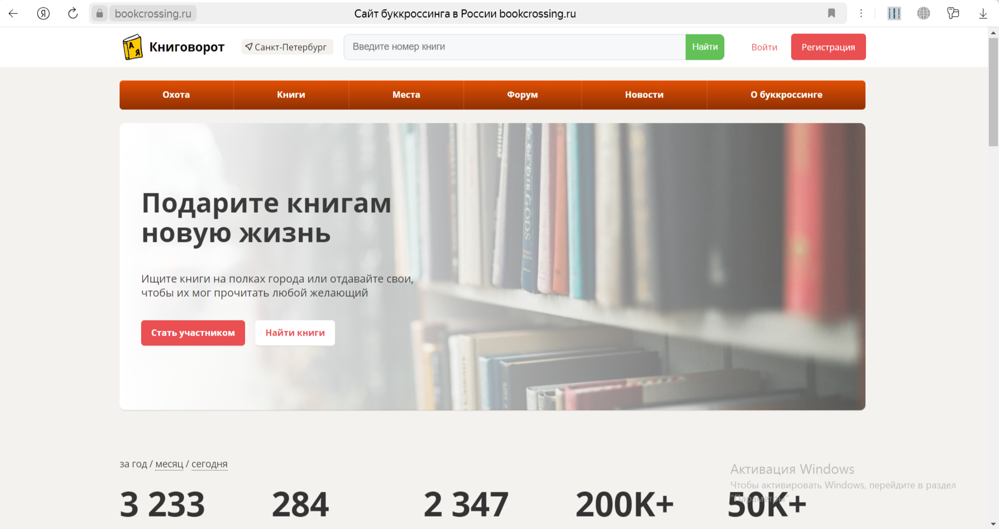 bookcrossing.ru
Сайт буккроссинга в России bookcrossing.ru
Книговорот
Санкт-Петербург
Введите номер книги
Найти
Войти
Регистрация
Охота
Книги
Места
Форум
Новости
О буккроссинге
Подарите книгам
новую жизнь
Ищите книги на полках города или отдавайте свои,
чтобы их мог прочитать любой желающий
Стать участником
Найти книги
GODS
за год / месяц / сегодня
Активация Windows
Чтобы активировать Windows, перейдите в раздел
"Параметры".
3 233
284
2 347
200K+
50K+